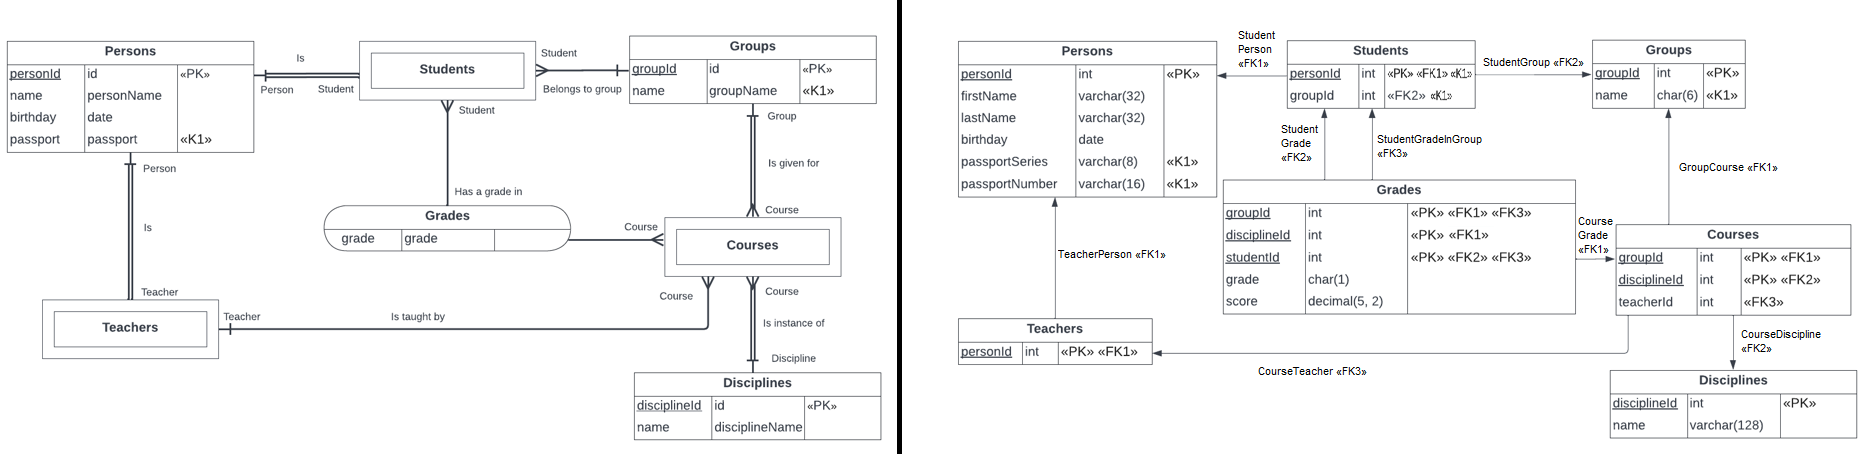 Persons
personId id «PK»
name personName
birthday date
passport passport «K1»
Is
Person Student
Students
Student
Belongs to group
Groups
groupId id «PK»
name groupName «K1»
Student
Has a grade in
Grades
grade grade
Group
Is given for
Course
Course
Courses
Person
Is
Teacher
Teachers
Teacher
Is taught by
Course
Course
Is instance of
Discipline
Disciplines
disciplineId id «PK»
name disciplineName
Persons
personId int «PK»
firstName varchar(32)
lastName varchar(32)
birthday date
passportSeries varchar(8) «K1»
passportNumber varchar(16) «K1»
Student
Person
«FK1»
Students
personId int «PK» «FK1» «K1»
groupId int «FK2» «K1»
StudentGroup «FK2»
Groups
groupId int «PK»
name char(6) «K1»
Student
Grade
«FK2»
StudentGradeInGroup
«FK3»
GroupCourse «FK1»
Grades
groupId int «PK» «FK1» «FK3»
disciplineId int «PK» «FK1»
studentId int «PK» «FK2» «FK3»
grade char(1)
score decimal(5, 2)
Course
Grade
«FK1»
Courses
groupId int «PK» «FK1»
disciplineId int «PK» «FK2»
teacherId int «FK3»
TeacherPerson «FK1»
Teachers
personId int «PK» «FK1»
CourseTeacher «FK3»
CourseDiscipline
«FK2»
Disciplines
disciplineId int «PK»
name varchar(128)